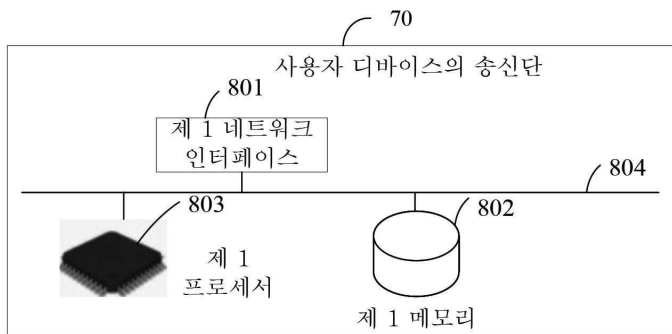 70
사용자 디바이스의 송신단
801
제 1 네트워크
인터페이스
804
803
802
제 1
프로세서
제 1 메모리